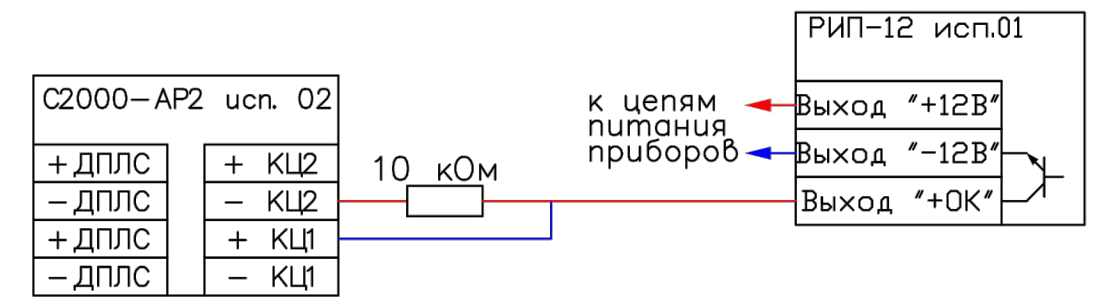 РИП-12 исп.01
С2000-АР2 исп. 02
к цепям
питания
приборов
Выход "+12В"
Выход "-12В"
Выход "+ОК"
10 кОм
+ДПЛС
+ КЦ2
-ДПЛС
- КЦ2
+ДПЛС
+ КЦ1
-ДПЛС
- КЦ1